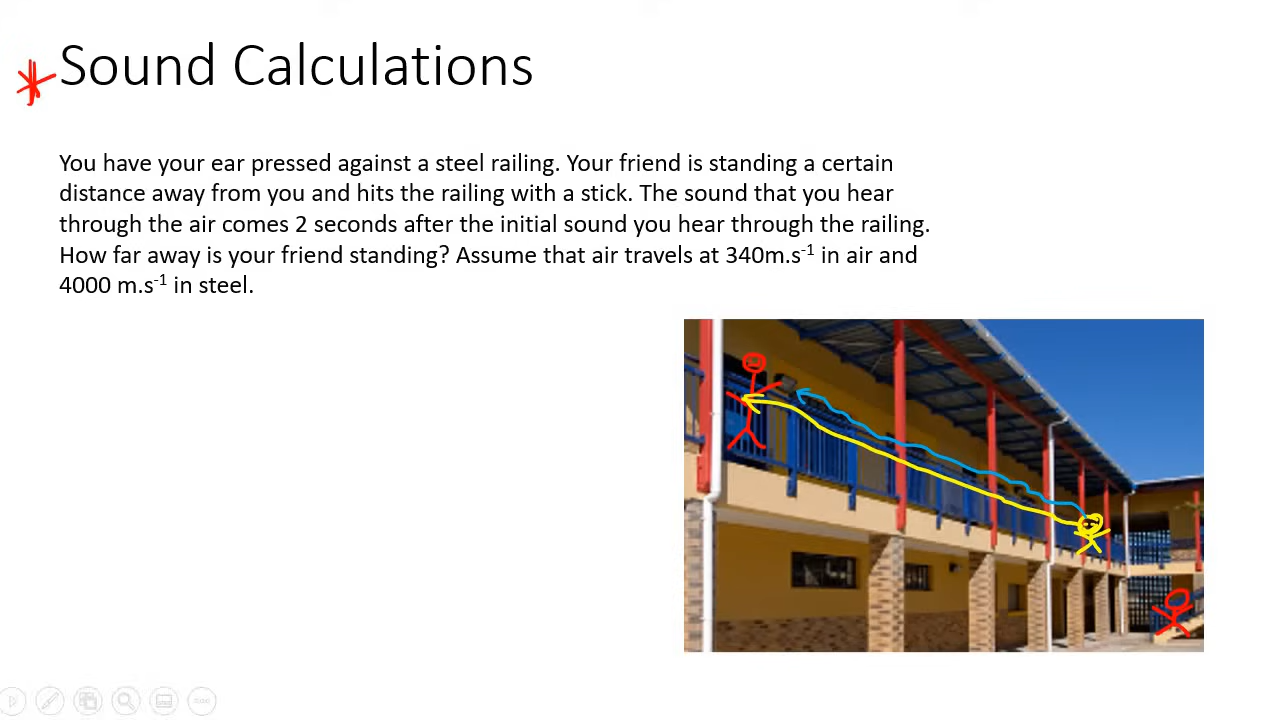 Sound Calculations
You have your ear pressed against a steel railing. Your friend is standing a certain
distance away from you and hits the railing with a stick. The sound that you hear
through the air comes 2 seconds after the initial sound you hear through the railing.
How far away is your friend standing? Assume that air travels at 340m.s⁻¹ in air and
4000 m.s⁻¹ in steel.